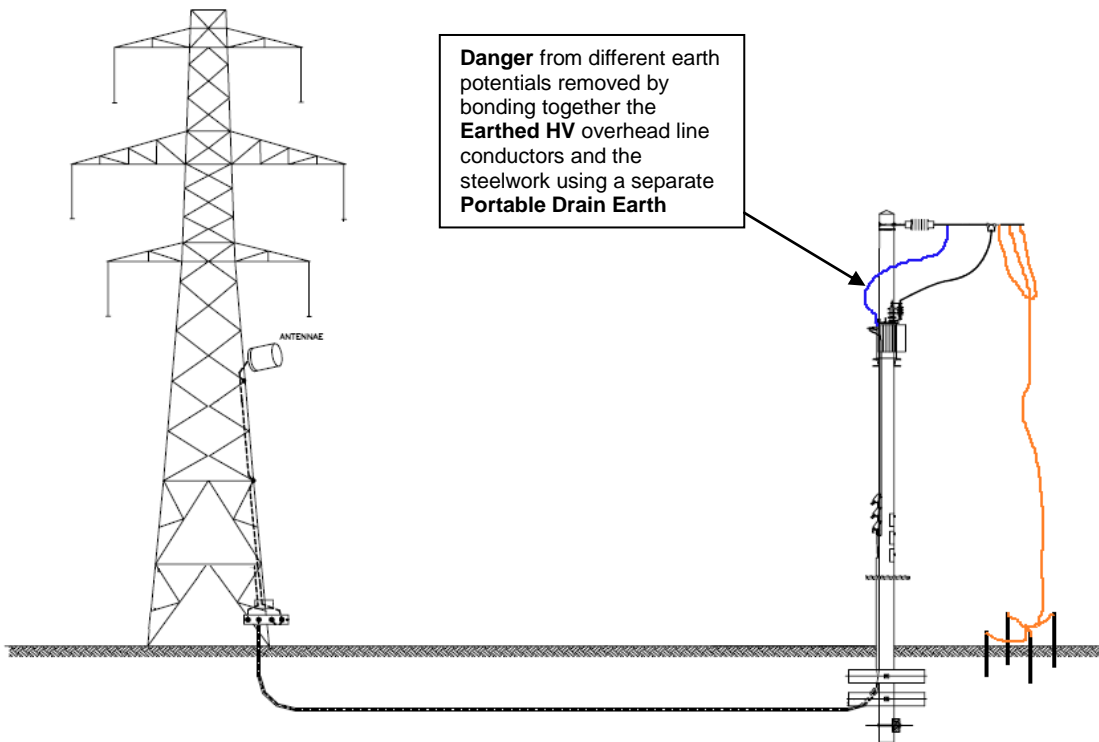 Danger from different earth
potentials removed by
bonding together the
Earthed HV overhead line
conductors and the
steelwork using a separate
Portable Drain Earth
ANTENNAE